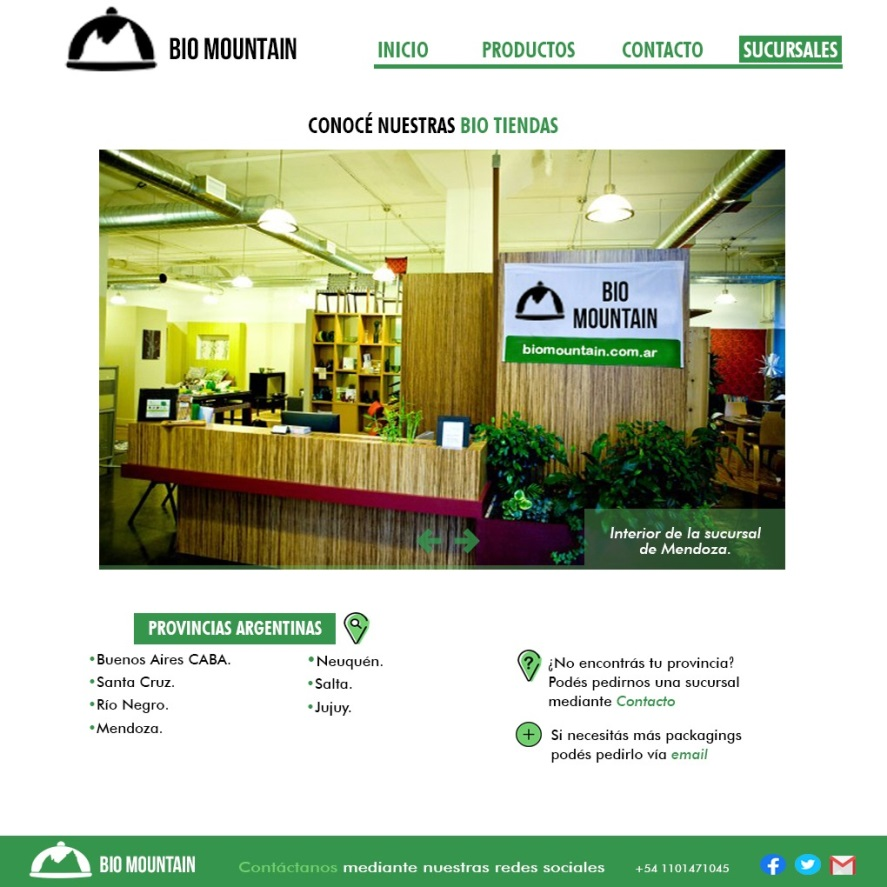 BIO MOUNTAIN
INICIO PRODUCTOS CONTACTO SUCURSALES
CONOCÉ NUESTRAS BIO TIENDAS
BIO
MOUNTAIN
biomountain.com.ar
Interior de la sucursal
de Mendoza.
PROVINCIAS ARGENTINAS
•Buenos Aires CABA.
•Santa Cruz.
•Río Negro.
•Mendoza.
•Neuquén.
•Salta.
•Jujuy.
¿No encontrás tu provincia?
Podés pedirnos una sucursal
mediante Contacto
Si necesitás más packagings
podés pedirlo vía email
BIO MOUNTAIN
Contáctanos mediante nuestras redes sociales
+54 1101471045